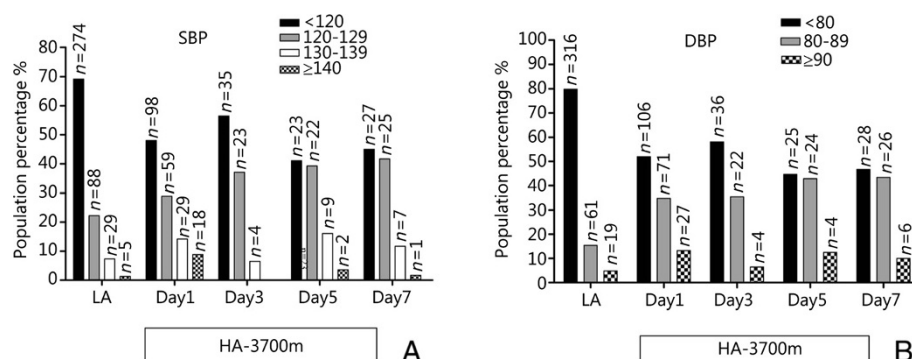 SBP
<120
120-129
130-139
≥140
Population percentage %
80
70
60
50
40
30
20
10
0
n=274
n=88
n=29
n=5
n=98
n=59
n=29
n=18
n=35
n=23
n=4
n=23
n=22
n=9
n=2
n=27
n=25
n=7
n=1
LA Day1 Day3 Day5 Day7
HA-3700m
A
DBP
<80
80-89
≥90
Population percentage %
100
90
80
70
60
50
40
30
20
10
0
n=316
n=61
n=19
n=106
n=71
n=27
n=36
n=22
n=4
n=25
n=24
n=4
n=28
n=26
n=6
LA Day1 Day3 Day5 Day7
HA-3700m
B